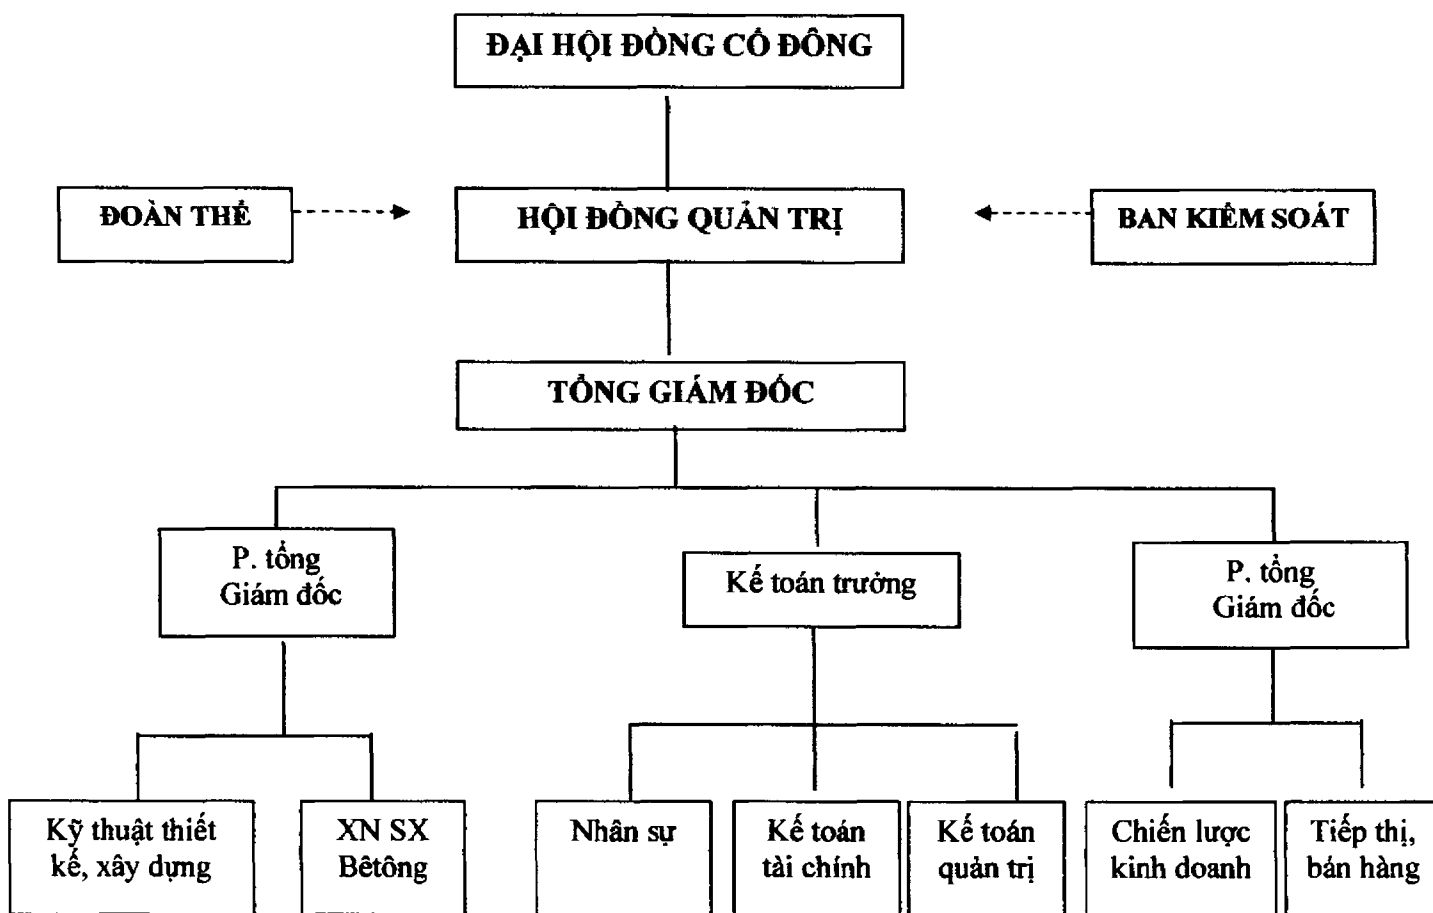 ĐẠI HỘI ĐỒNG CỔ ĐÔNG
ĐOÀN THỂ
HỘI ĐỒNG QUẢN TRỊ
BAN KIỂM SOÁT
TỔNG GIÁM ĐỐC
P. tổng
Giám đốc
Kế toán trưởng
P. tổng
Giám đốc
Kỹ thuật thiết
kế, xây dựng
XN SX
Bêtông
Nhân sự
Kế toán
tài chính
Kế toán
quản trị
Chiến lược
kinh doanh
Tiếp thị,
bán hàng